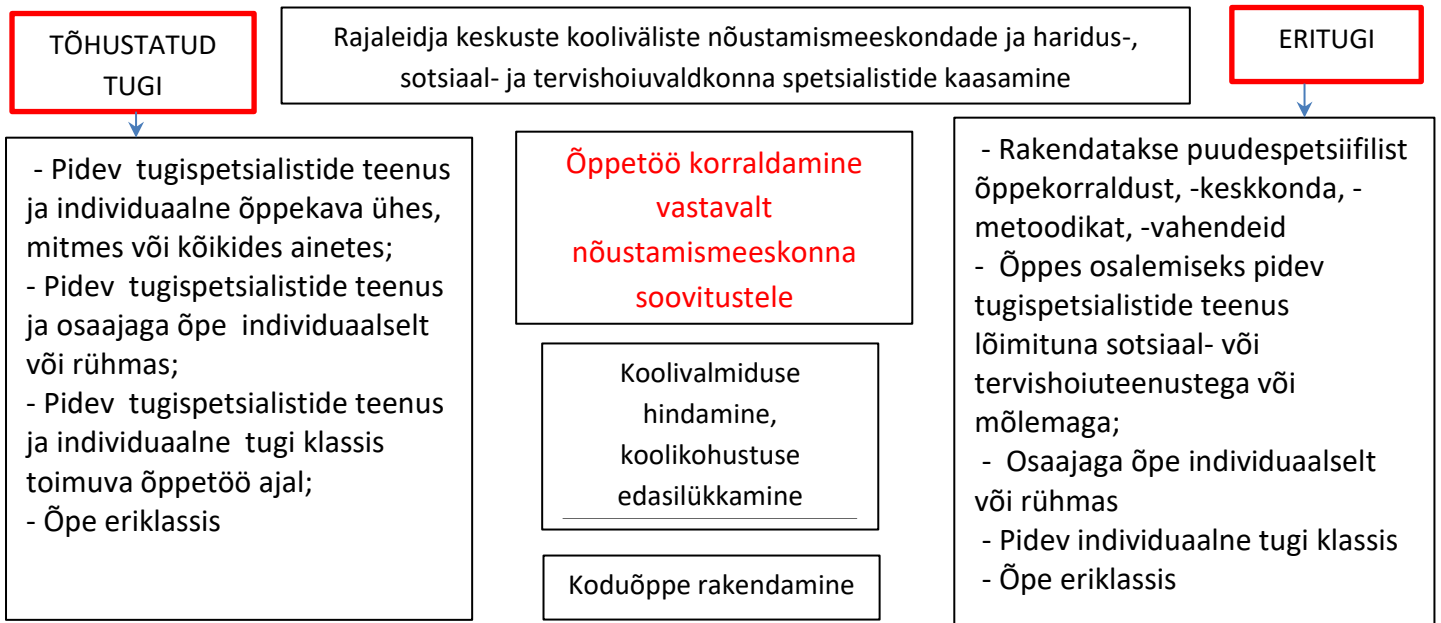 TÕHUSTATUD
TUGI
Rajaleidja keskuste kooliväliste nõustamismeeskondade ja haridus-,
sotsiaal- ja tervishoiuvaldkonna spetsialistide kaasamine
ERITUGI
- Pidev tugispetsialistide teenus
ja individuaalne õppekava ühes,
mitmes või kõikides ainetes;
- Pidev tugispetsialistide teenus
ja osaajaga õpe individuaalselt
või rühmas;
- Pidev tugispetsialistide teenus
ja individuaalne tugi klassis
toimuva õppetöö ajal;
- Õpe eriklassis
Õppetöö korraldamine
vastavalt
nõustamismeeskonna
soovitustele
Koolivalmiduse
hindamine,
koolikohustuse
edasilükkamine
Koduõppe rakendamine
- Rakendatakse puudespetsiifilist
õppekorraldust, -keskkonda, -
metoodikat, -vahendeid
- Õppes osalemiseks pidev
tugispetsialistide teenus
lõimituna sotsiaal- või
tervishoiuteenustega või
mõlemaga;
- Osaajaga õpe individuaalselt
või rühmas
- Pidev individuaalne tugi klassis
- Õpe eriklassis